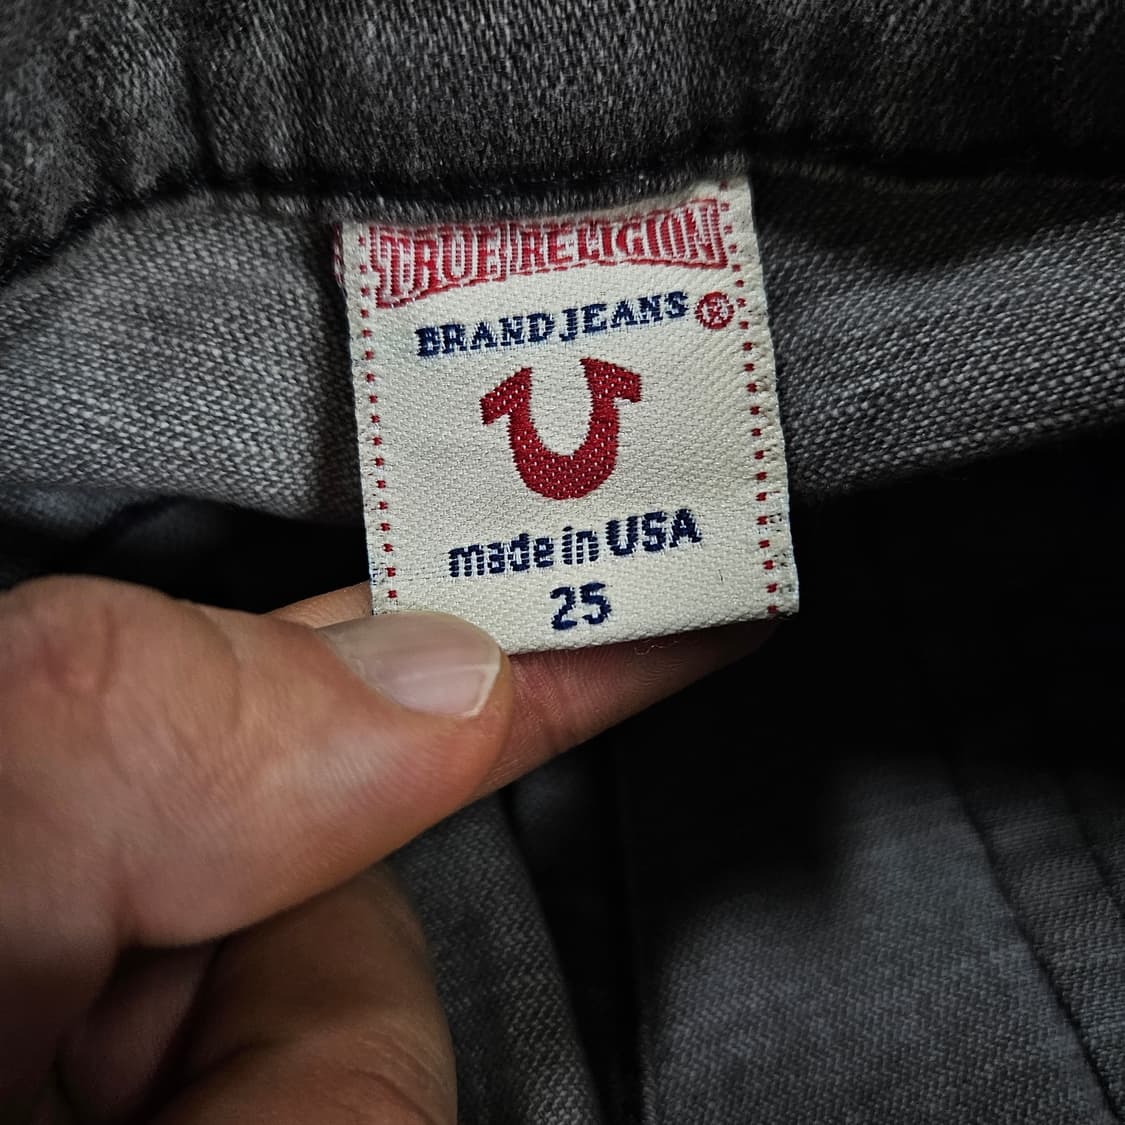 TRUE RELIGION
BRAND JEANS ®
made in USA
25